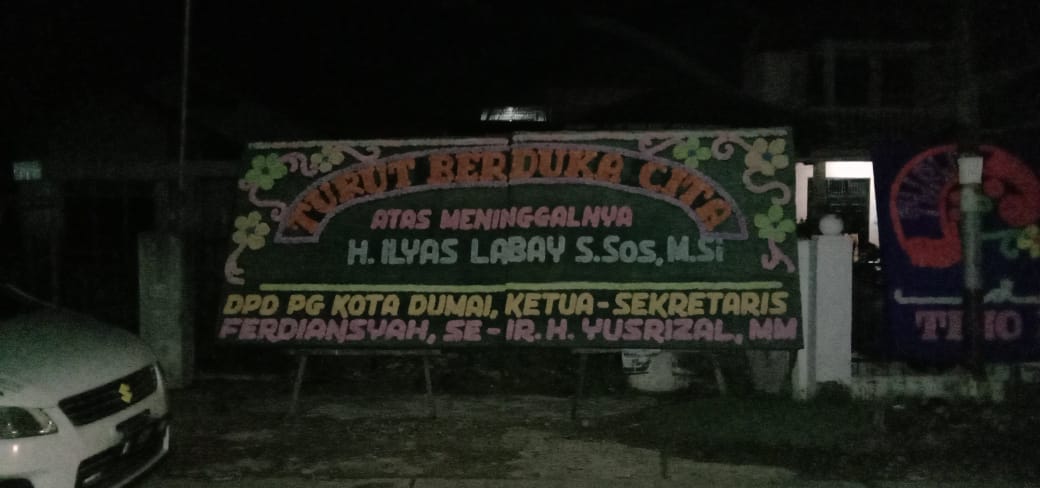 TURUT BERDUKA CITA
ATAS MENINGGALNYA
H. ILYAS LABAY S.SOS, M.Si
DPD PG KOTA DUMAI, KETUA - SEKRETARIS
FERDIANSYAH, SE - IR. H. YUSRIZAL, MM